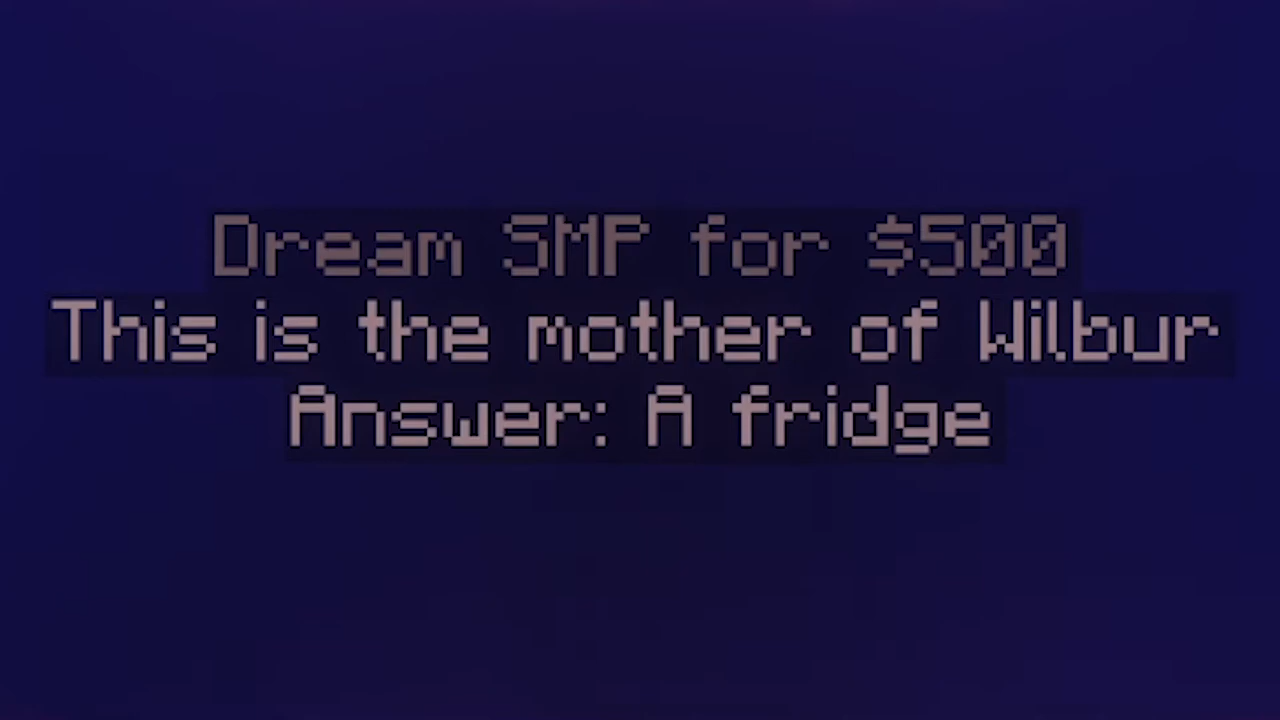 Dream SMP for $500
This is the mother of Wilbur
Answer: A fridge